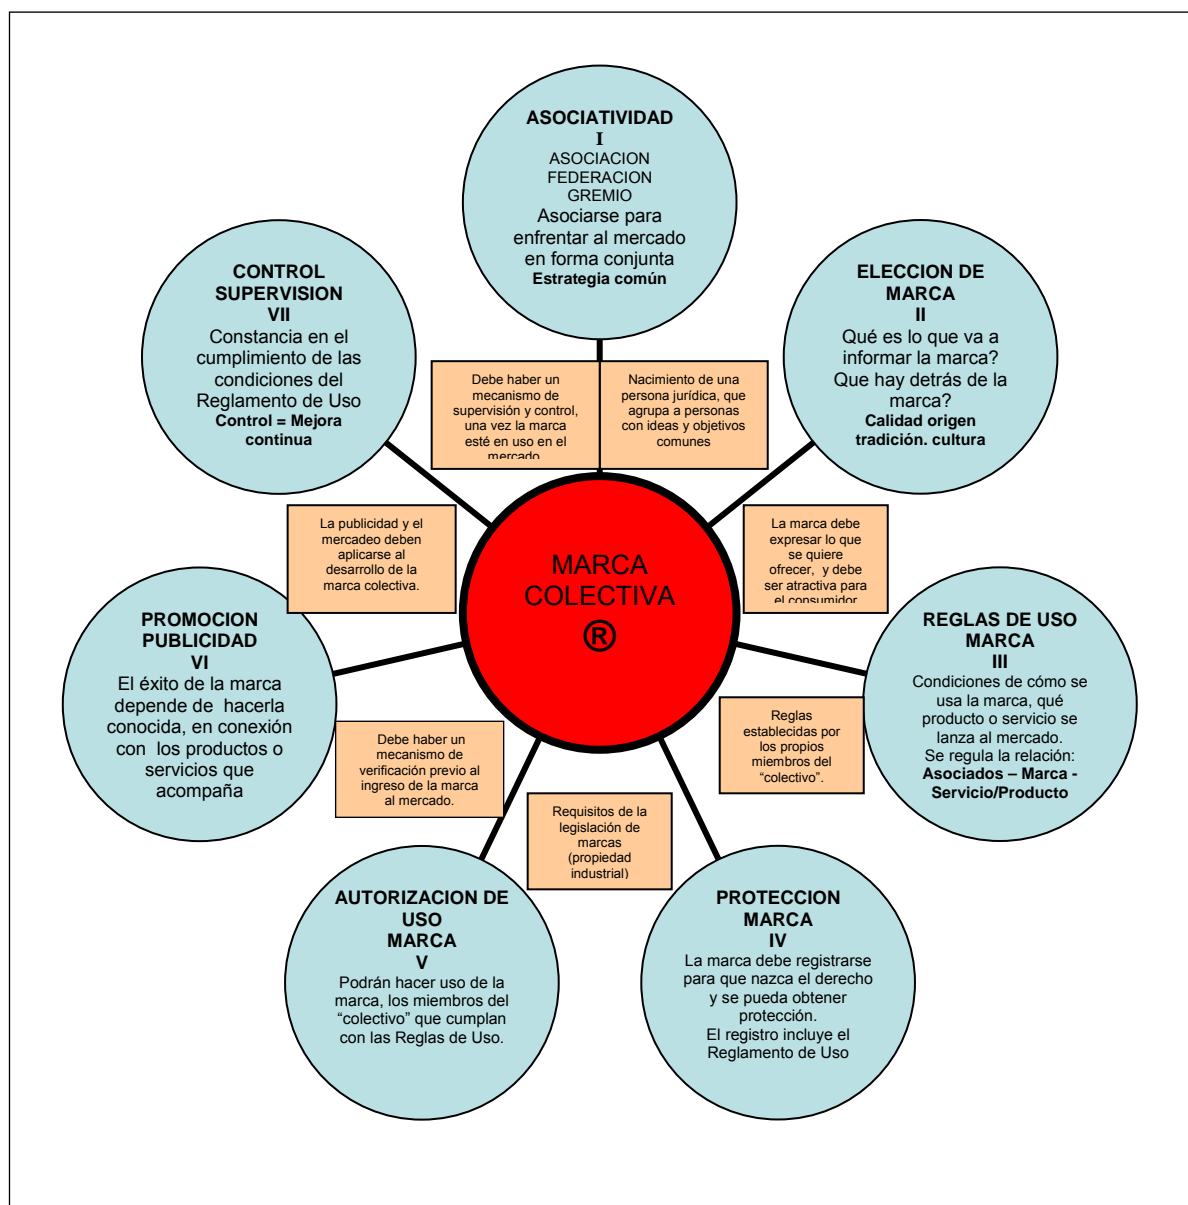 ASOCIATIVIDAD
I
ASOCIACION
FEDERACION
GREMIO
Asociarse para
enfrentar al mercado
en forma conjunta
Estrategia común
ELECCION DE
MARCA
II
Qué es lo que va a
informar la marca?
Que hay detrás de la
marca?
Calidad origen
tradición. cultura
REGLAS DE USO
MARCA
III
Condiciones de cómo se
usa la marca, qué
producto o servicio se
lanza al mercado.
Se regula la relación:
Asociados – Marca -
Servicio/Producto
PROTECCION
MARCA
IV
La marca debe registrarse
para que nazca el derecho
y se pueda obtener
protección.
El registro incluye el
Reglamento de Uso
AUTORIZACION DE
USO
MARCA
V
Podrán hacer uso de la
marca, los miembros del
“colectivo” que cumplan
con las Reglas de Uso.
PROMOCION
PUBLICIDAD
VI
El éxito de la marca
depende de hacerla
conocida, en conexión
con los productos o
servicios que
acompaña
CONTROL
SUPERVISION
VII
Constancia en el
cumplimiento de las
condiciones del
Reglamento de Uso
Control = Mejora
continua
Debe haber un
mecanismo de
supervisión y control,
una vez la marca
esté en uso en el
mercado
Nacimiento de una
persona jurídica, que
agrupa a personas
con ideas y objetivos
comunes
La marca debe
expresar lo que
se quiere
ofrecer, y debe
ser atractiva para
el consumidor
Reglas
establecidas por
los propios
miembros del
“colectivo”.
Requisitos de la
legislación de
marcas
(propiedad
industrial)
Debe haber un
mecanismo de
verificación previo al
ingreso de la marca
al mercado.
La publicidad y el
mercadeo deben
aplicarse al
desarrollo de la
marca colectiva.
MARCA
COLECTIVA
®